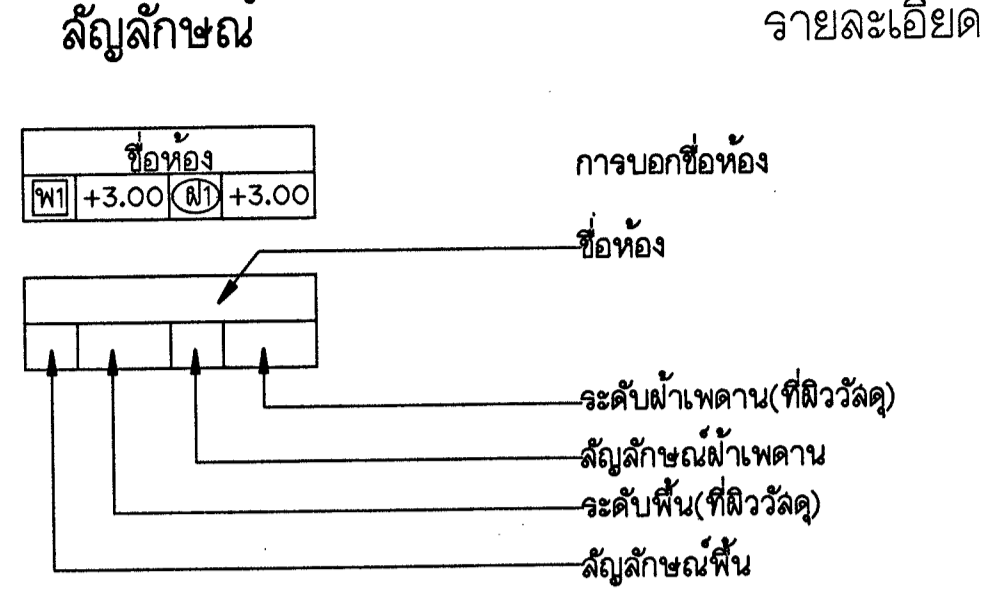 สัญลักษณ์ รายละเอียด
ชื่อห้อง
พ1 +3.00 ฝ1 +3.00
การบอกชื่อห้อง
ชื่อห้อง
ระดับฝ้าเพดาน(ที่ผิววัสดุ)
สัญลักษณ์ฝ้าเพดาน
ระดับพื้น(ที่ผิววัสดุ)
สัญลักษณ์พื้น